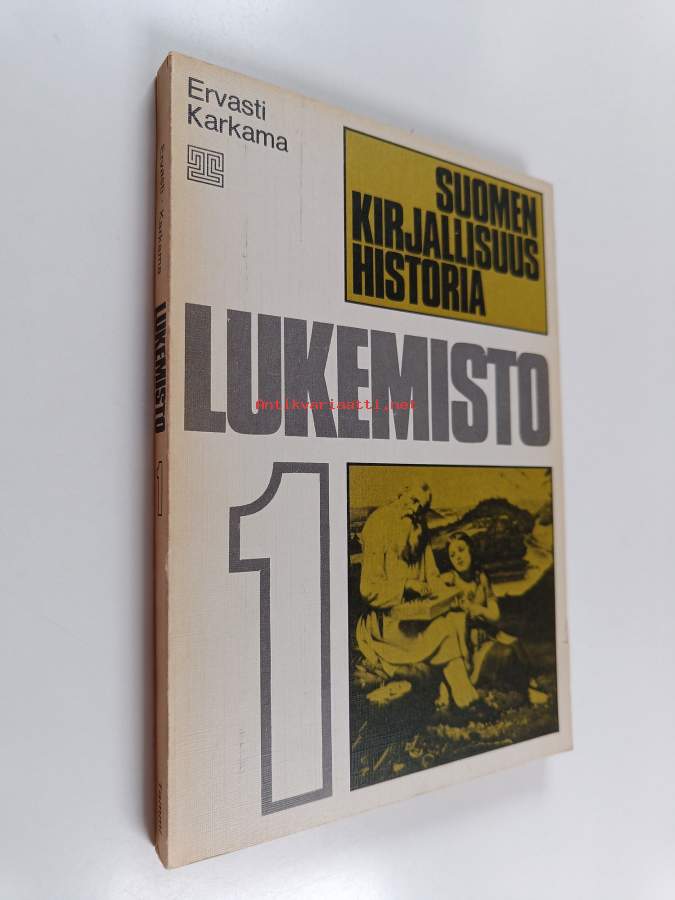 Ervasti
Karkama
SUOMEN
KIRJALLISUUS
HISTORIA
LUKEMISTO
Antikvariaatti.net
1
Ervasti · Karkama LUKEMISTO 1